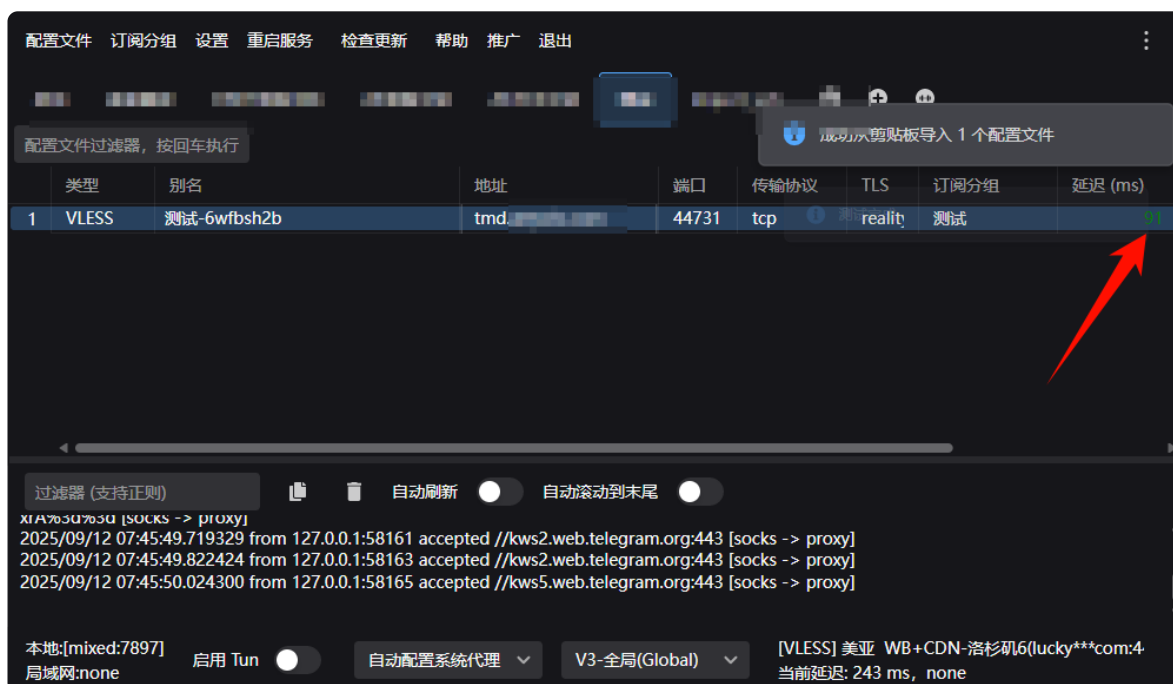 配置文件 订阅分组 设置 重启服务 检查更新 帮助 推广 退出
配置文件过滤器，按回车执行
成功从剪贴板导入 1 个配置文件
类型 别名 地址 端口 传输协议 TLS 订阅分组 延迟 (ms)
1 VLESS 测试-6wfbsh2b tmd. 44731 tcp reality 测试 91
过滤器 (支持正则) 自动刷新 自动滚动到末尾
xrA%3d%3d [socks -> proxy]
2025/09/12 07:45:49.719329 from 127.0.0.1:58161 accepted //kws2.web.telegram.org:443 [socks -> proxy]
2025/09/12 07:45:49.822424 from 127.0.0.1:58163 accepted //kws2.web.telegram.org:443 [socks -> proxy]
2025/09/12 07:45:50.024300 from 127.0.0.1:58165 accepted //kws5.web.telegram.org:443 [socks -> proxy]
本地:[mixed:7897]
局域网:none
启用 Tun
自动配置系统代理
V3-全局(Global)
[VLESS] 美亚 WB+CDN-洛杉矶6(lucky***com:4
当前延迟: 243 ms，none